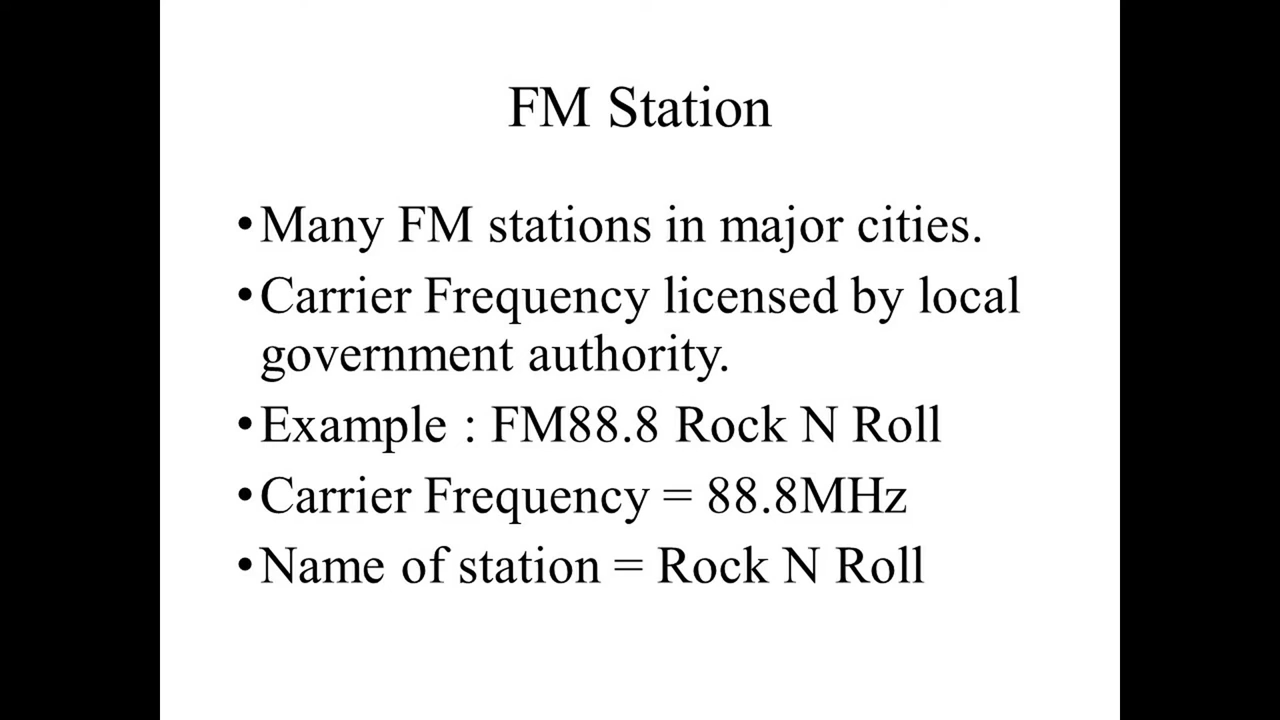 FM Station
•Many FM stations in major cities.
•Carrier Frequency licensed by local
government authority.
•Example : FM88.8 Rock N Roll
•Carrier Frequency = 88.8MHz
•Name of station = Rock N Roll